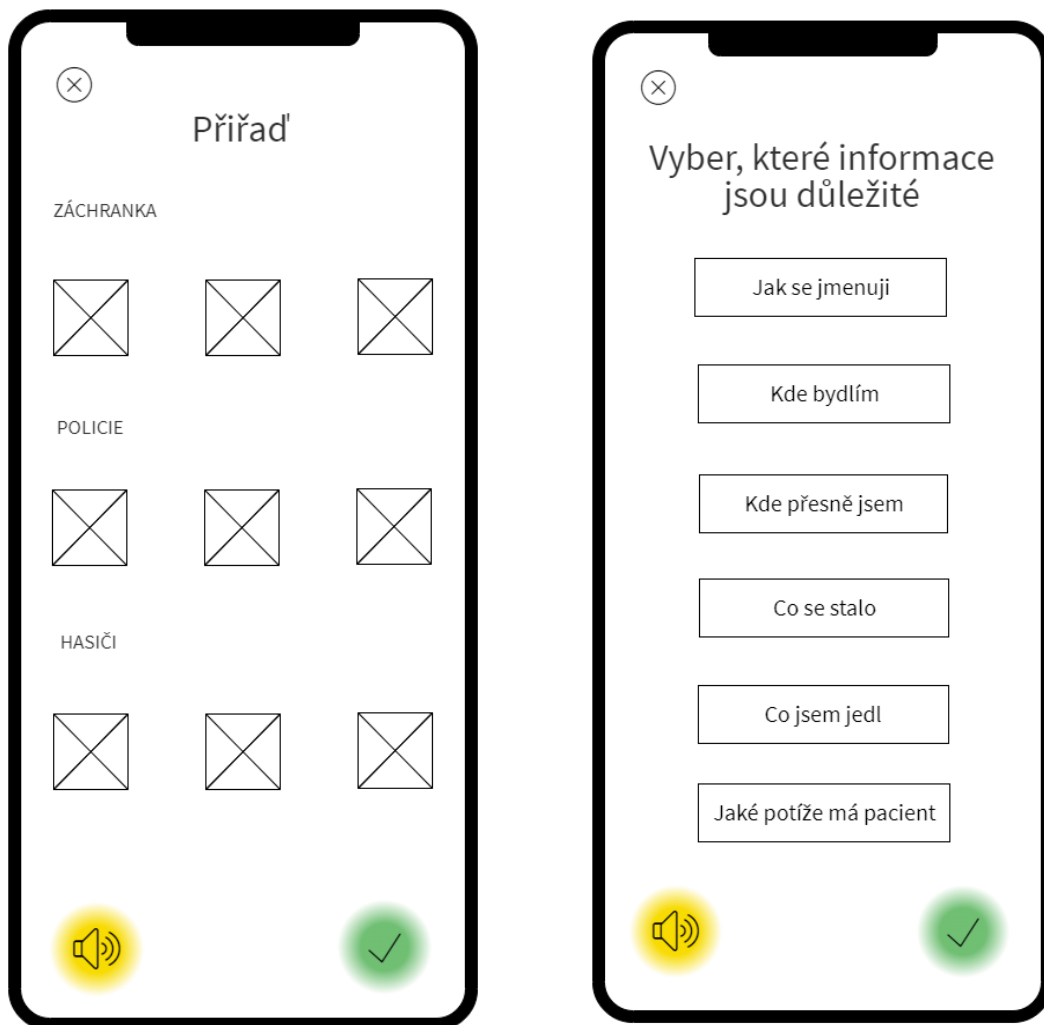 Přiřaď
ZÁCHRANKA
POLICIE
HASIČI
Vyber, které informace
jsou důležité
Jak se jmenuji
Kde bydlím
Kde přesně jsem
Co se stalo
Co jsem jedl
Jaké potíže má pacient